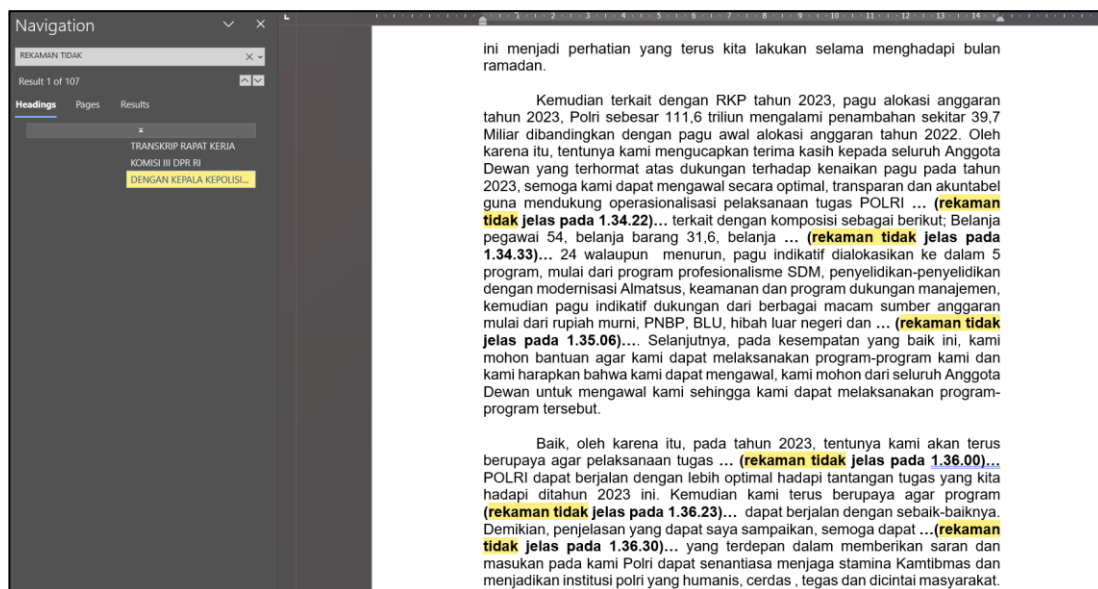 Navigation
REKAMAN TIDAK
Result 1 of 107
Headings Pages Results
TRANSKRIP RAPAT KERJA
KOMISI III DPR RI
DENGAN KEPALA KEPOLISI...
L
1 2 3 4 5 6 7 8 9 10 11 12 13 14
ini menjadi perhatian yang terus kita lakukan selama menghadapi bulan
ramadan.
Kemudian terkait dengan RKP tahun 2023, pagu alokasi anggaran
tahun 2023, Polri sebesar 111,6 triliun mengalami penambahan sekitar 39,7
Miliar dibandingkan dengan pagu awal alokasi anggaran tahun 2022. Oleh
karena itu, tentunya kami mengucapkan terima kasih kepada seluruh Anggota
Dewan yang terhormat atas dukungan terhadap kenaikan pagu pada tahun
2023, semoga kami dapat mengawal secara optimal, transparan dan akuntabel
guna mendukung operasionalisasi pelaksanaan tugas POLRI ... (rekaman
tidak jelas pada 1.34.22)... terkait dengan komposisi sebagai berikut; Belanja
pegawai 54, belanja barang 31,6, belanja ... (rekaman tidak jelas pada
1.34.33)... 24 walaupun menurun, pagu indikatif dialokasikan ke dalam 5
program, mulai dari program profesionalisme SDM, penyelidikan-penyelidikan
dengan modernisasi Almatsus, keamanan dan program dukungan manajemen,
kemudian pagu indikatif dukungan dari berbagai macam sumber anggaran
mulai dari rupiah murni, PNBP, BLU, hibah luar negeri dan ... (rekaman tidak
jelas pada 1.35.06).... Selanjutnya, pada kesempatan yang baik ini, kami
mohon bantuan agar kami dapat melaksanakan program-program kami dan
kami harapkan bahwa kami dapat mengawal, kami mohon dari seluruh Anggota
Dewan untuk mengawal kami sehingga kami dapat melaksanakan program-
program tersebut.
Baik, oleh karena itu, pada tahun 2023, tentunya kami akan terus
berupaya agar pelaksanaan tugas ... (rekaman tidak jelas pada 1.36.00)...
POLRI dapat berjalan dengan lebih optimal hadapi tantangan tugas yang kita
hadapi ditahun 2023 ini. Kemudian kami terus berupaya agar program
(rekaman tidak jelas pada 1.36.23)... dapat berjalan dengan sebaik-baiknya.
Demikian, penjelasan yang dapat saya sampaikan, semoga dapat ...(rekaman
tidak jelas pada 1.36.30)... yang terdepan dalam memberikan saran dan
masukan pada kami Polri dapat senantiasa menjaga stamina Kamtibmas dan
menjadikan institusi polri yang humanis, cerdas , tegas dan dicintai masyarakat.